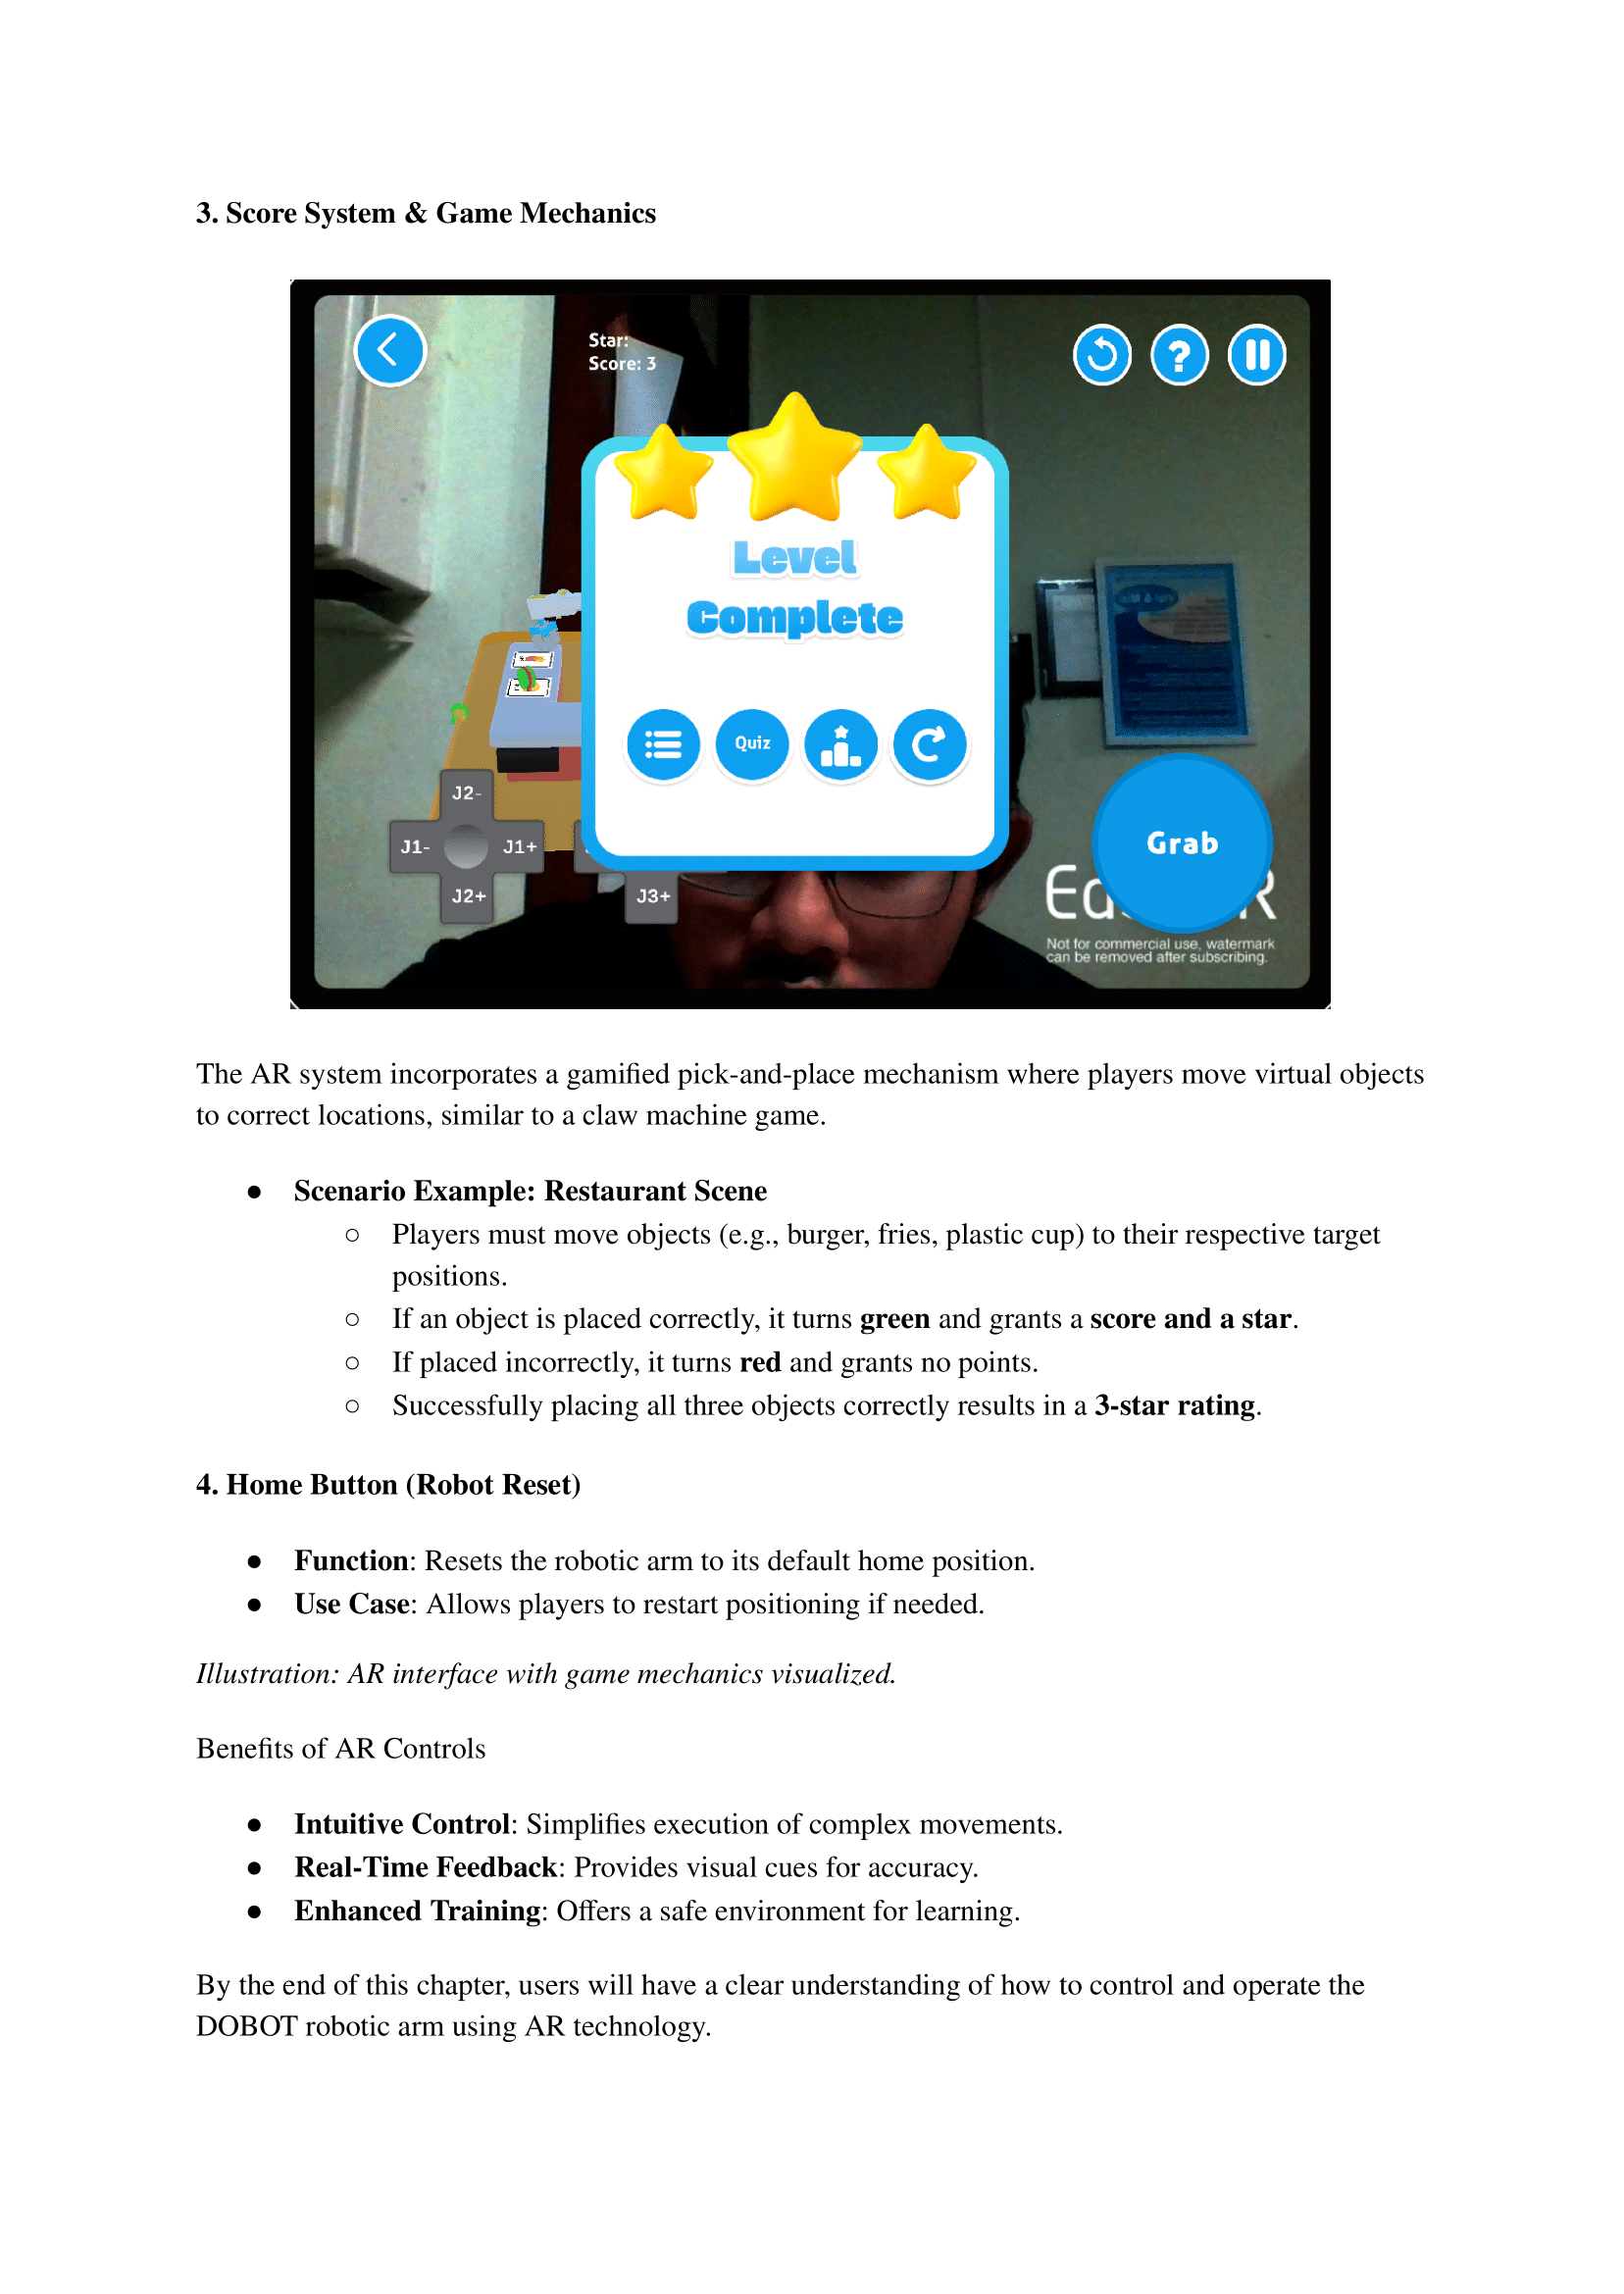 3. Score System & Game Mechanics
Star:
Score: 3
Level
Complete
Quiz
J2-
J1-
J1+
J2+
J3+
Grab
Not for commercial use, watermark
can be removed after subscribing.
The AR system incorporates a gamified pick-and-place mechanism where players move virtual objects
to correct locations, similar to a claw machine game.
● Scenario Example: Restaurant Scene
○ Players must move objects (e.g., burger, fries, plastic cup) to their respective target
positions.
○ If an object is placed correctly, it turns green and grants a score and a star.
○ If placed incorrectly, it turns red and grants no points.
○ Successfully placing all three objects correctly results in a 3-star rating.
4. Home Button (Robot Reset)
● Function: Resets the robotic arm to its default home position.
● Use Case: Allows players to restart positioning if needed.
Illustration: AR interface with game mechanics visualized.
Benefits of AR Controls
● Intuitive Control: Simplifies execution of complex movements.
● Real-Time Feedback: Provides visual cues for accuracy.
● Enhanced Training: Offers a safe environment for learning.
By the end of this chapter, users will have a clear understanding of how to control and operate the
DOBOT robotic arm using AR technology.